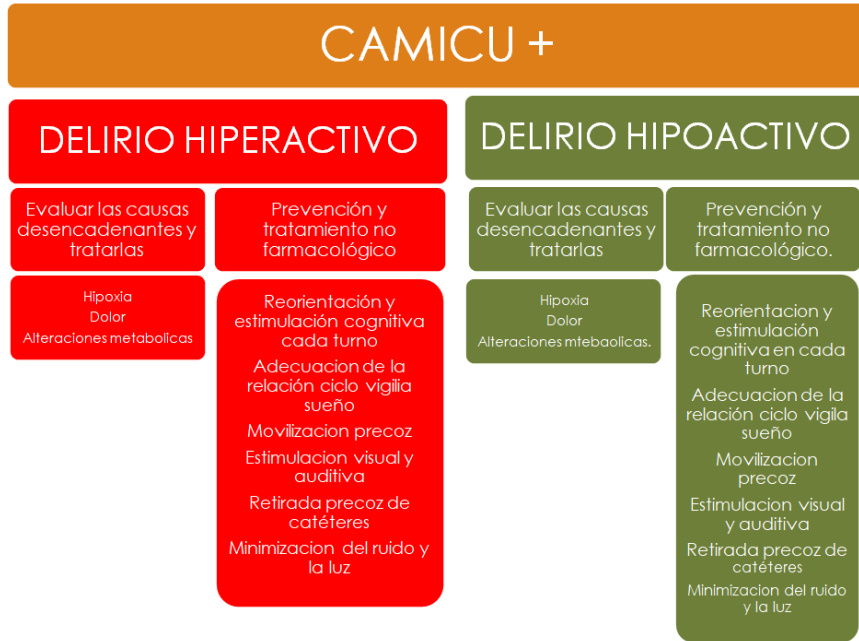 CAMICU +
DELIRIO HIPERACTIVO
Evaluar las causas
desencadenantes y
tratarlas
Prevención y
tratamiento no
farmacológico
Hipoxia
Dolor
Alteraciones metabolicas
Reorientación y
estimulación cognitiva
cada turno
Adecuacion de la
relación ciclo vigilia
sueño
Movilizacion precoz
Estimulacion visual y
auditiva
Retirada precoz de
catéteres
Minimizacion del ruido y
la luz
DELIRIO HIPOACTIVO
Evaluar las causas
desencadenantes y
tratarlas
Prevención y
tratamiento no
farmacológico.
Hipoxia
Dolor
Alteraciones mtebaolicas.
Reorientacion y
estimulación
cognitiva en cada
turno
Adecuacion de la
relación ciclo vigila
sueño
Movilizacion
precoz
Estimulacion visual
y auditiva
Retirada precoz de
catéteres
Minimizacion del ruido
y la luz